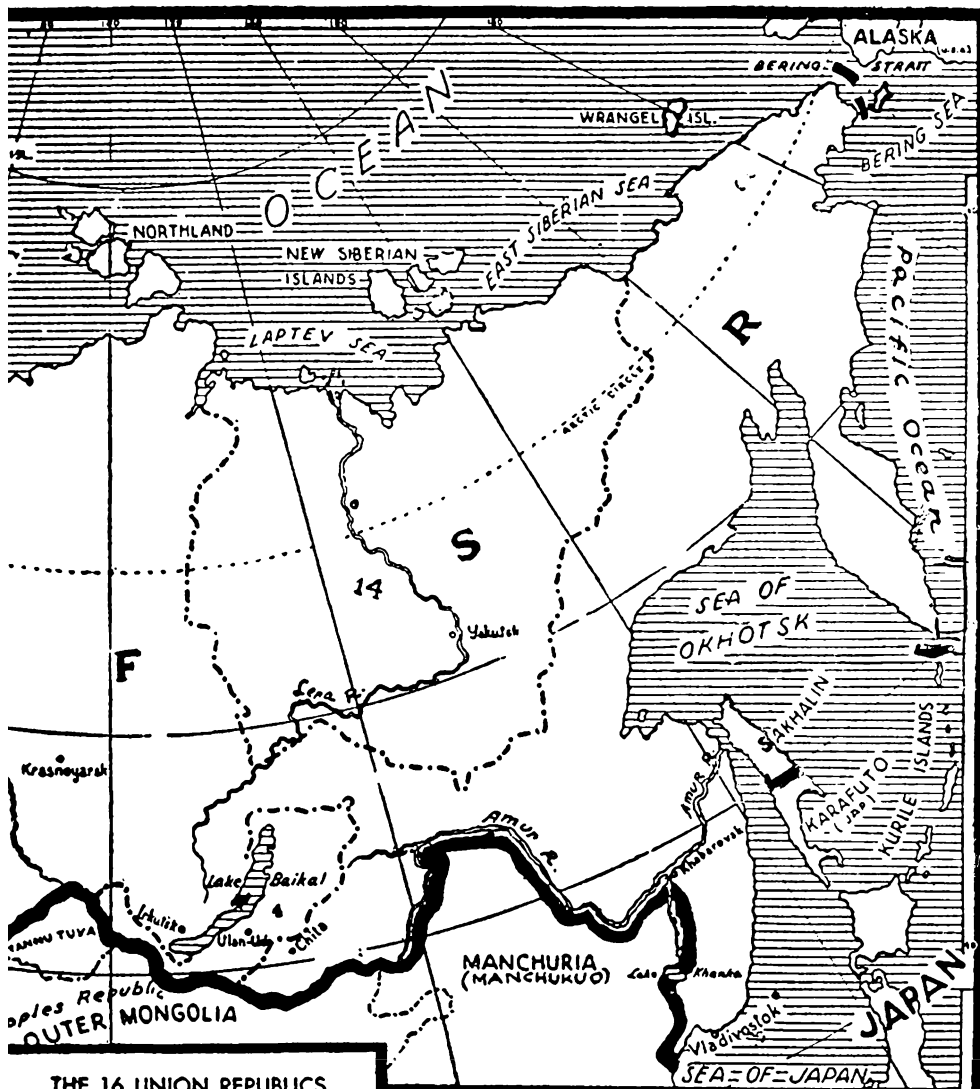 180
ALASKA
(U.S.A)
BERING STRAIT
BERING SEA
WRANGEL ISL.
OCEAN
ISL.
NORTHLAND
NEW SIBERIAN
ISLANDS
EAST SIBERIAN SEA
LAPTEV SEA
Pacific Ocean
R
ARCTIC CIRCLE
S
14
SEA OF
OKHOTSK
Yakutsk
F
Lena R.
SAKHALIN
ISLANDS
KURILE
KARAFUTO
(JAP)
Krasnoyarsk
AMUR R.
AMUR R.
Khabarovsk
Lake Baikal
4
Irkutsk
Ulan-Ude
Chita
TANNU TUVA
MANCHURIA
(MANCHUKUO)
Lake Khanka
oples Republic
OUTER MONGOLIA
Vladivostok
JAPAN
SEA=OF=JAPAN
THE 16 UNION REPUBLICS